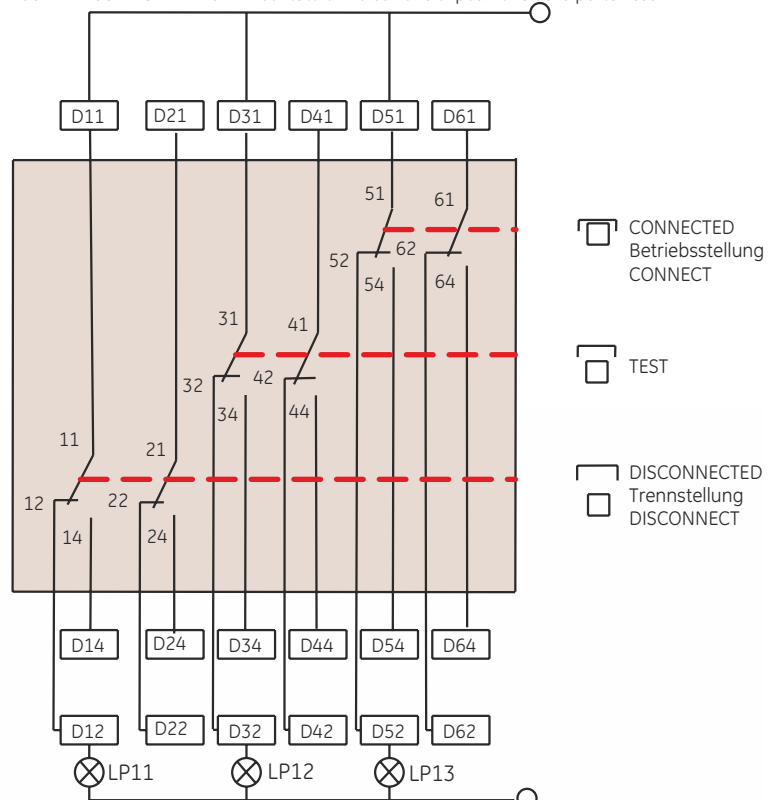 D11 D21 D31 D41 D51 D61
51 61
CONNECTED
Betriebsstellung
CONNECT
52 62
54 64
31 41
TEST
32 42
34 44
11 21
DISCONNECTED
Trennstellung
DISCONNECT
12 22
14 24
D14 D24 D34 D44 D54 D64
D12 D22 D32 D42 D52 D62
LP11 LP12 LP13